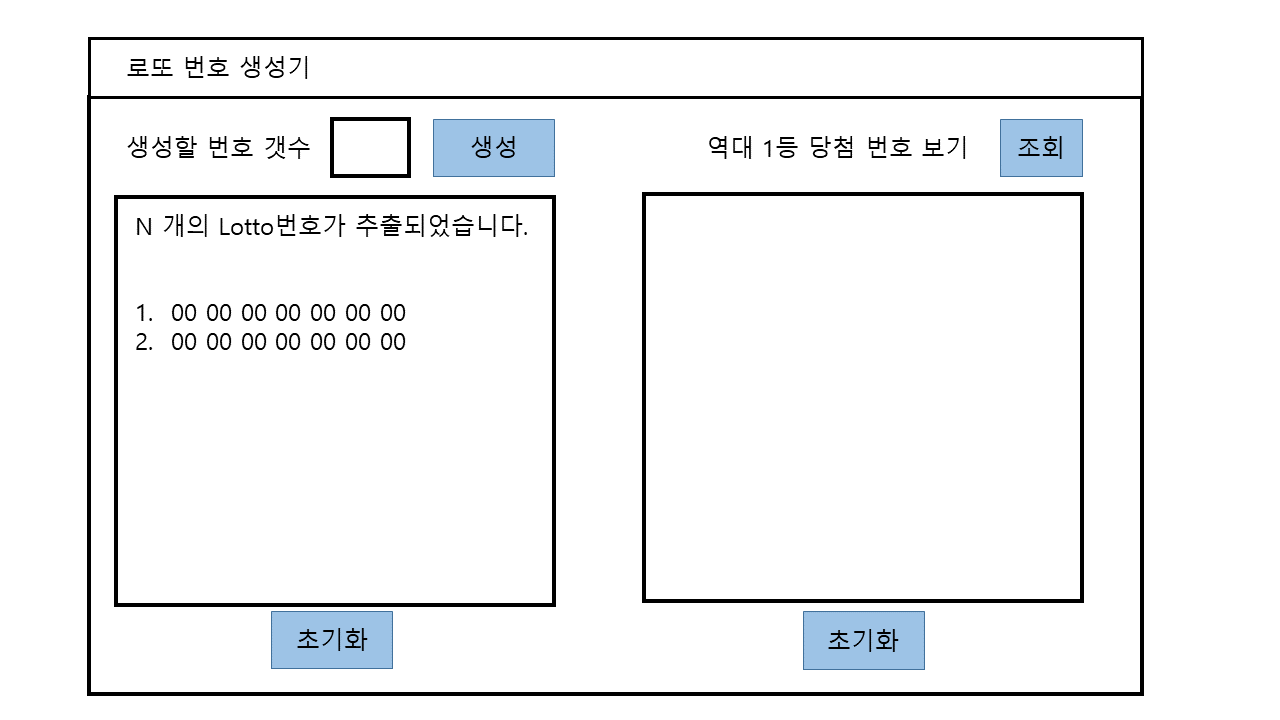 로또 번호 생성기
생성할 번호 갯수
생성
역대 1등 당첨 번호 보기
조회
N 개의 Lotto번호가 추출되었습니다.
1. 00 00 00 00 00 00 00
2. 00 00 00 00 00 00 00
초기화
초기화